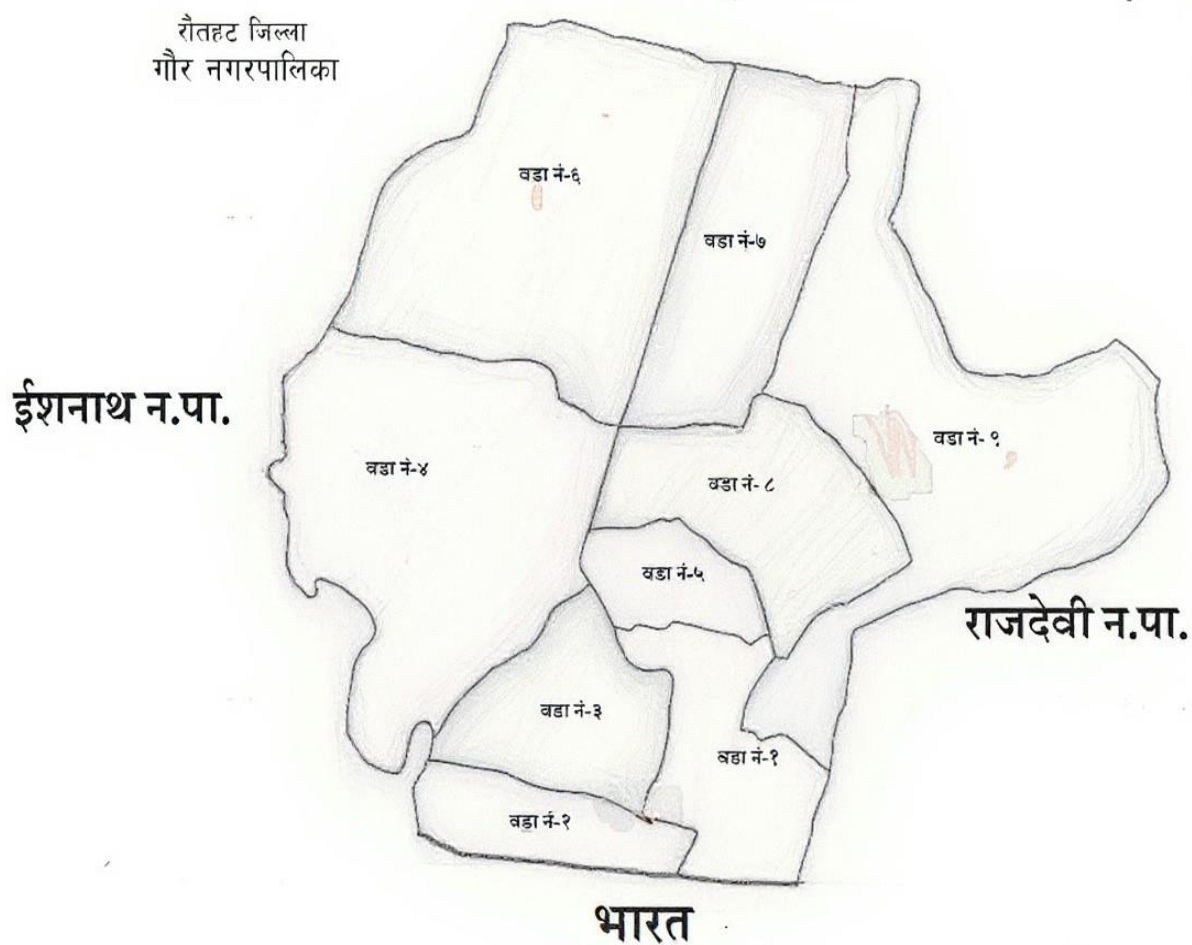 रौतहट जिल्ला
गौर नगरपालिका
वडा नं-६
वडा नं-७
ईशनाथ न.पा.
वडा नं-९
वडा नं-४
वडा नं-८
वडा नं-५
राजदेवी न.पा.
वडा नं-३
वडा नं-१
वडा नं-२
भारत